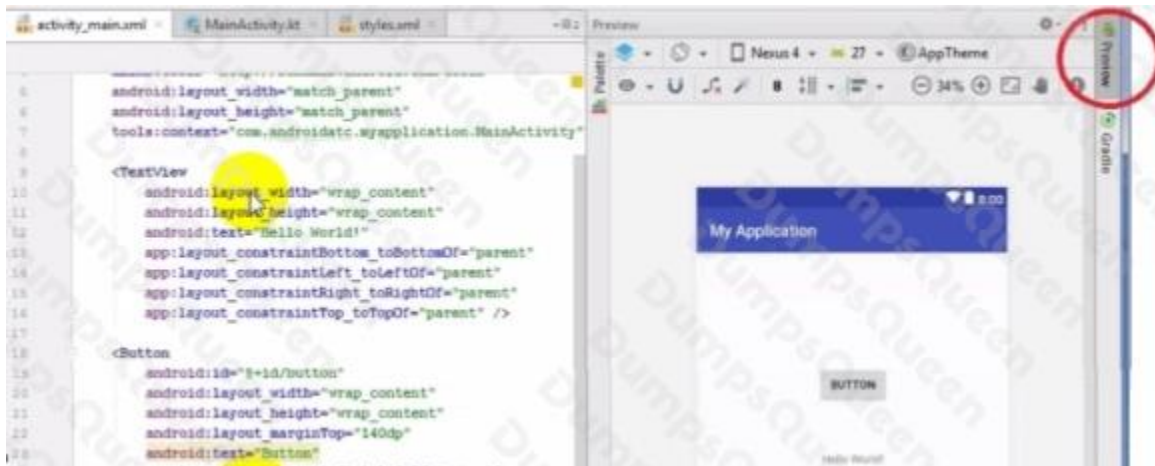 activity_main.xml
MainActivity.kt
styles.xml
Preview
Nexus 4
27
AppTheme
34%
Palette
Preview
Gradle
android:layout_width="match_parent"
android:layout_height="match_parent"
tools:context="com.androidatc.myapplication.MainActivity"
<TextView
android:layout_width="wrap_content"
android:layout_height="wrap_content"
android:text="Hello World!"
app:layout_constraintBottom_toBottomOf="parent"
app:layout_constraintLeft_toLeftOf="parent"
app:layout_constraintRight_toRightOf="parent"
app:layout_constraintTop_toTopOf="parent" />
<Button
android:id="@+id/button"
android:layout_width="wrap_content"
android:layout_height="wrap_content"
android:layout_marginTop="140dp"
android:text="Button"
8:00
My Application
BUTTON
Hello World!
DumpsQueen